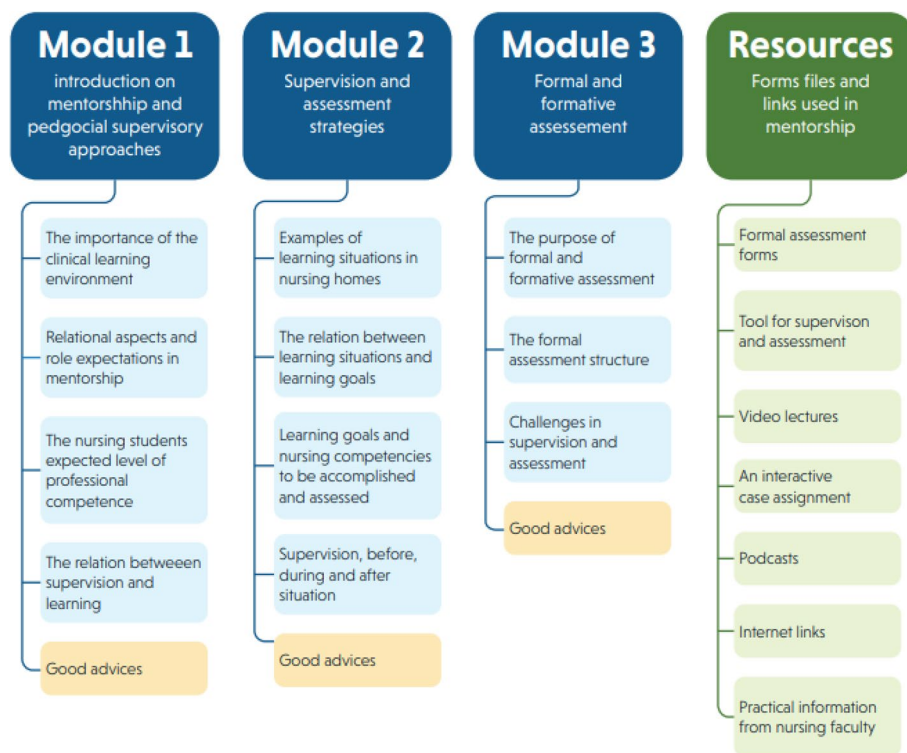 Module 1
introduction on
mentorshhip and
pedgocial supervisory
approaches
The importance of the
clinical learning
environment
Relational aspects and
role expectations in
mentorship
The nursing students
expected level of
professional
competence
The relation betweeen
supervision and
learning
Good advices
Module 2
Supervision and
assessment
strategies
Examples of
learning situations in
nursing homes
The relation between
learning situations and
learning goals
Learning goals and
nursing competencies
to be accomplished
and assessed
Supervision, before,
during and after
situation
Good advices
Module 3
Formal and
formative
assessement
The purpose of
formal and
formative assessment
The formal
assessment structure
Challenges in
supervision and
assessment
Good advices
Resources
Forms files and
links used in
mentorship
Formal assessment
forms
Tool for supervison
and assessment
Video lectures
An interactive
case assignment
Podcasts
Internet links
Practical information
from nursing faculty